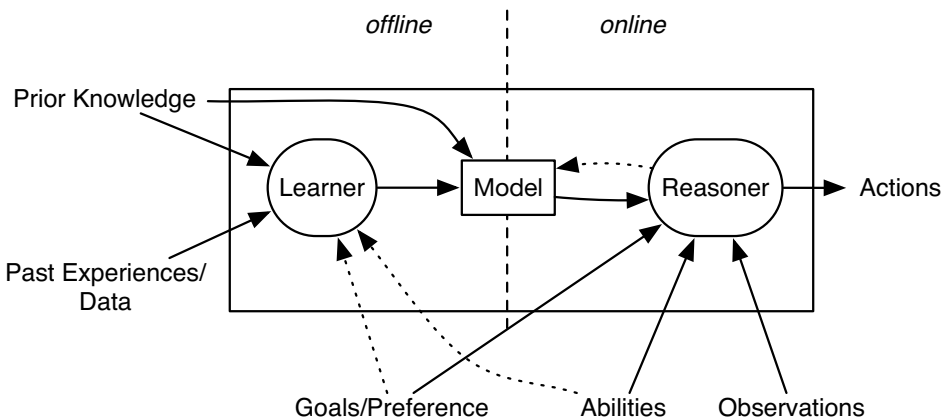 offline
online
Prior Knowledge
Learner
Model
Reasoner
Actions
Past Experiences/
Data
Goals/Preference
Abilities
Observations